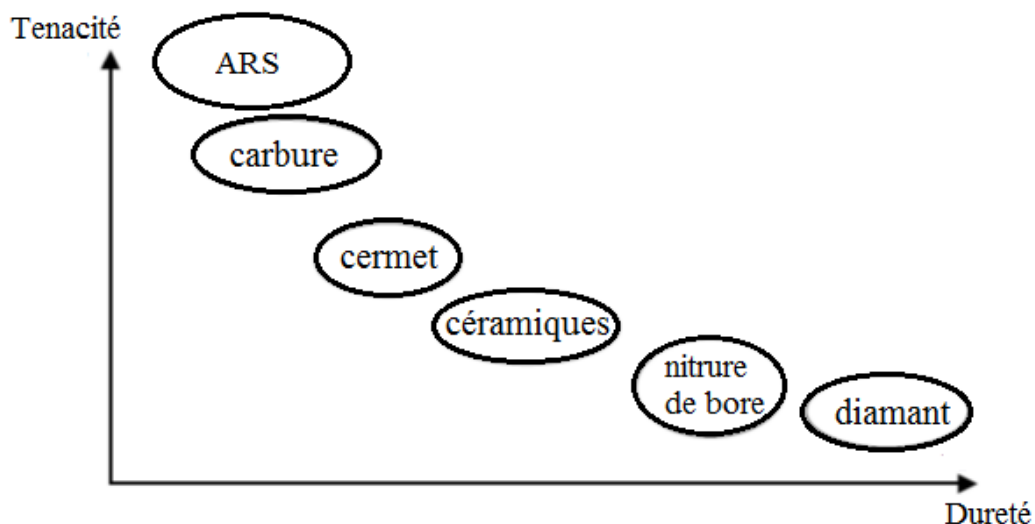 Tenacité
ARS
carbure
cermet
céramiques
nitrure
de bore
diamant
Dureté